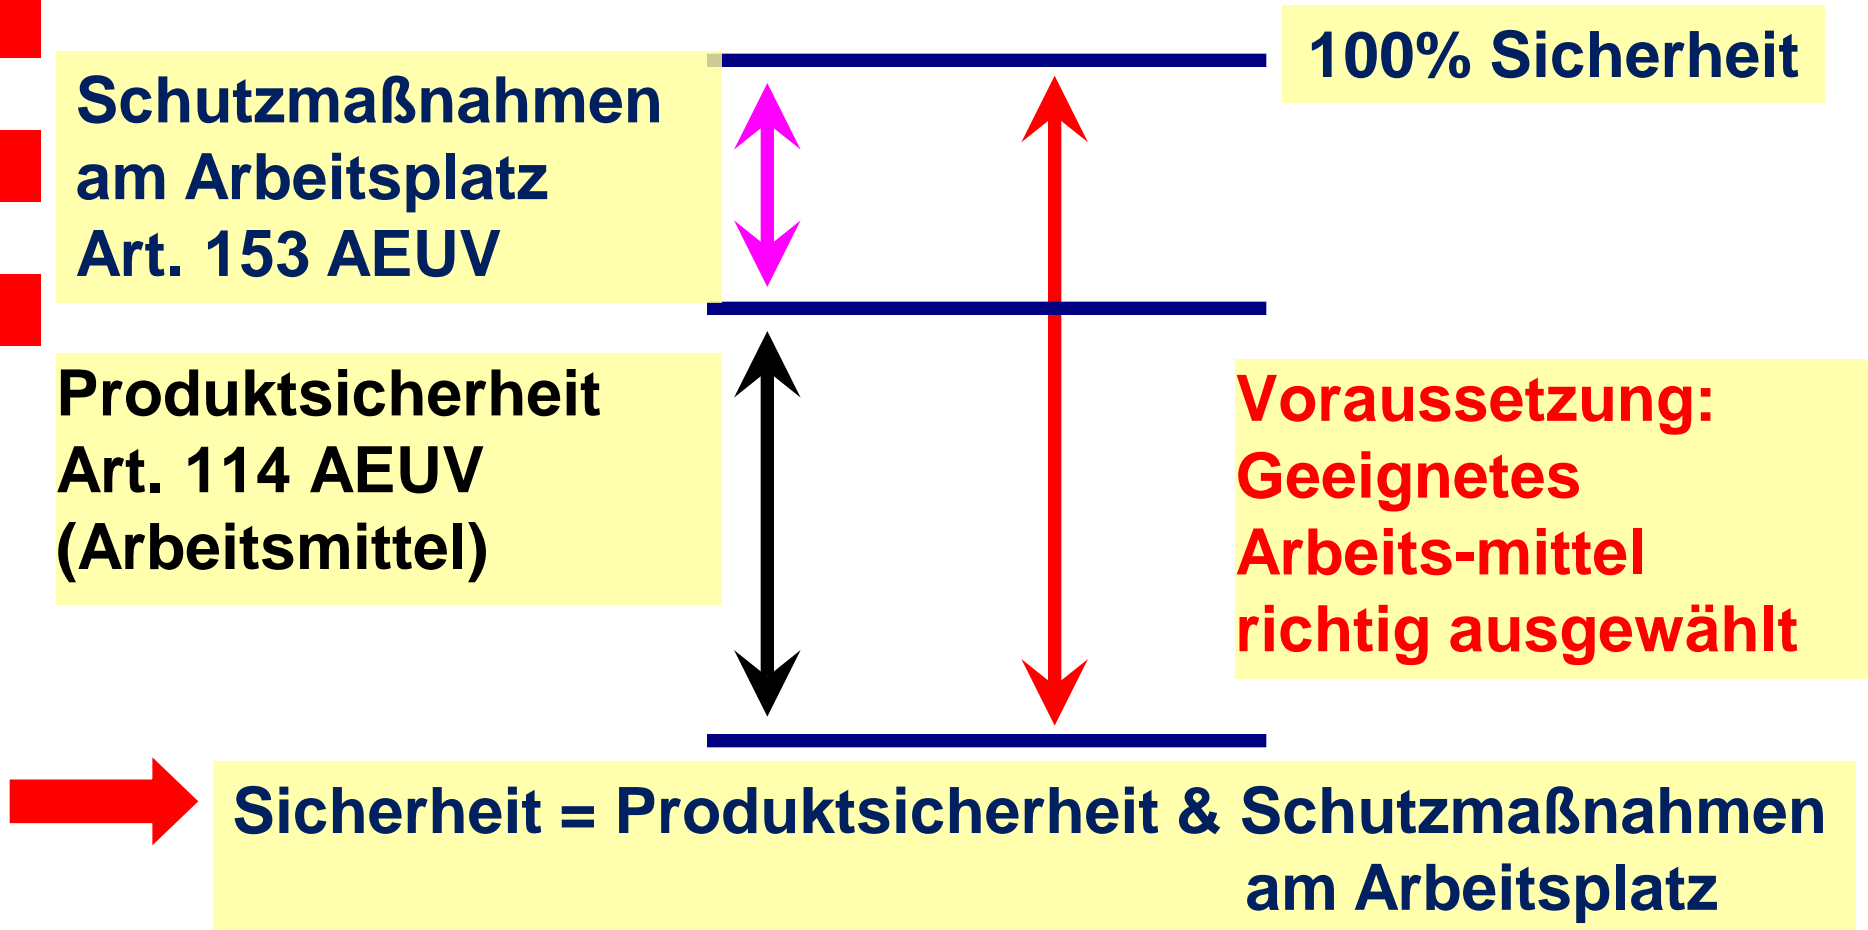 100% Sicherheit
Schutzmaßnahmen
am Arbeitsplatz
Art. 153 AEUV
Produktsicherheit
Art. 114 AEUV
(Arbeitsmittel)
Voraussetzung:
Geeignetes
Arbeits-mittel
richtig ausgewählt
Sicherheit = Produktsicherheit & Schutzmaßnahmen
am Arbeitsplatz